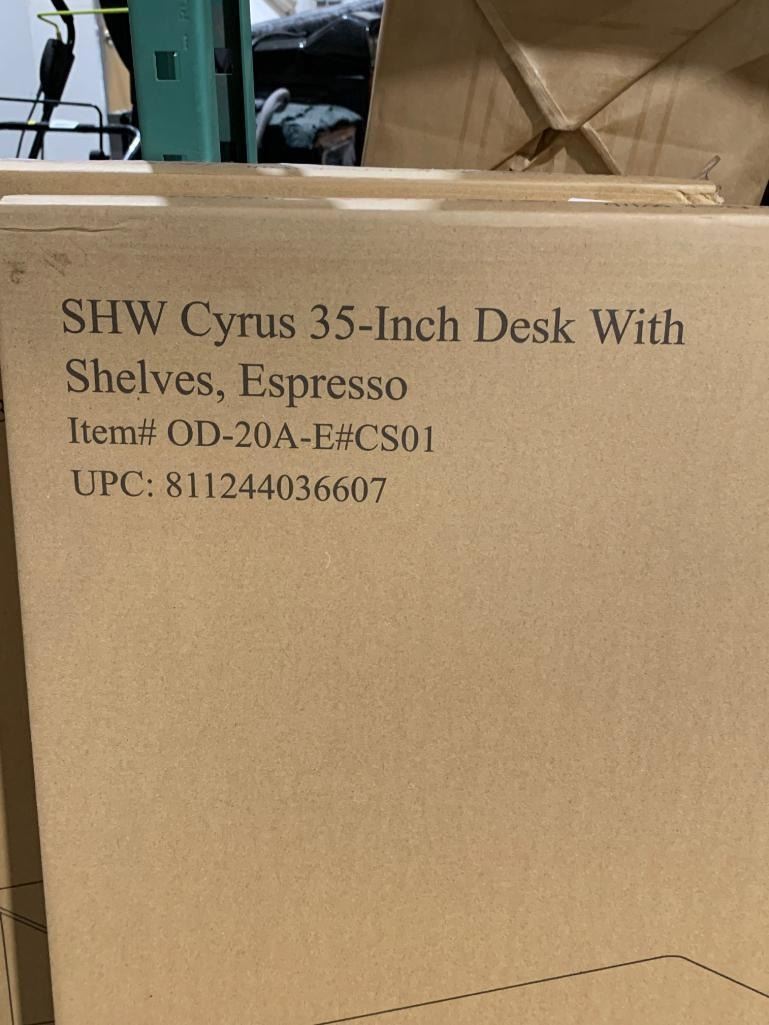 SHW Cyrus 35-Inch Desk With
Shelves, Espresso
Item# OD-20A-E#CS01
UPC: 811244036607